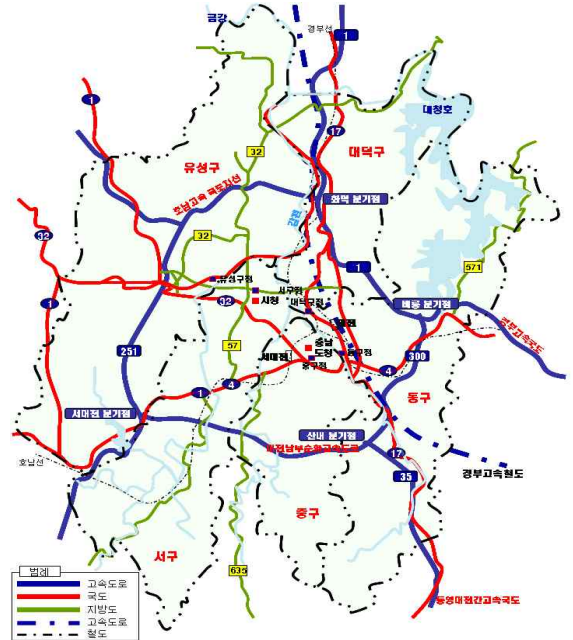 금강
경부선
1
대청호
1
17
32
유성구
대덕구
호남고속 국도지선
갑천
회덕 분기점
32
32
1
571
유성구청
서구청
시청
32
대덕구청
대전
비룡 분기점
경부고속국도
1
57
251
300
충남
도청
서대전
중구청
동구청
4
4
1
동구
서대전 분기점
산내 분기점
대전남부순환고속도로
17
호남선
35
경부고속철도
중구
서구
635
통영대전간고속국도
범례
고속도로
국도
지방도
고속도로
철도